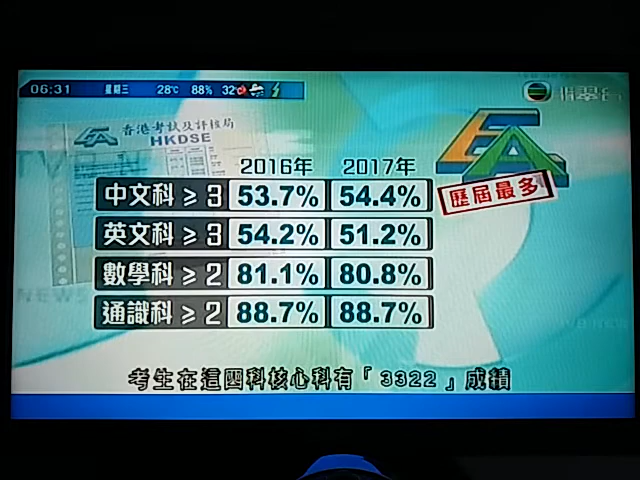 06:31 星期三 28℃ 88% 32℃
翡翠台
香港考試及評核局
HKDSE
2016年 2017年
中文科 ≥ 3 53.7% 54.4%
歷屆最多
英文科 ≥ 3 54.2% 51.2%
數學科 ≥ 2 81.1% 80.8%
通識科 ≥ 2 88.7% 88.7%
考生在這四科核心科有「3322」成績